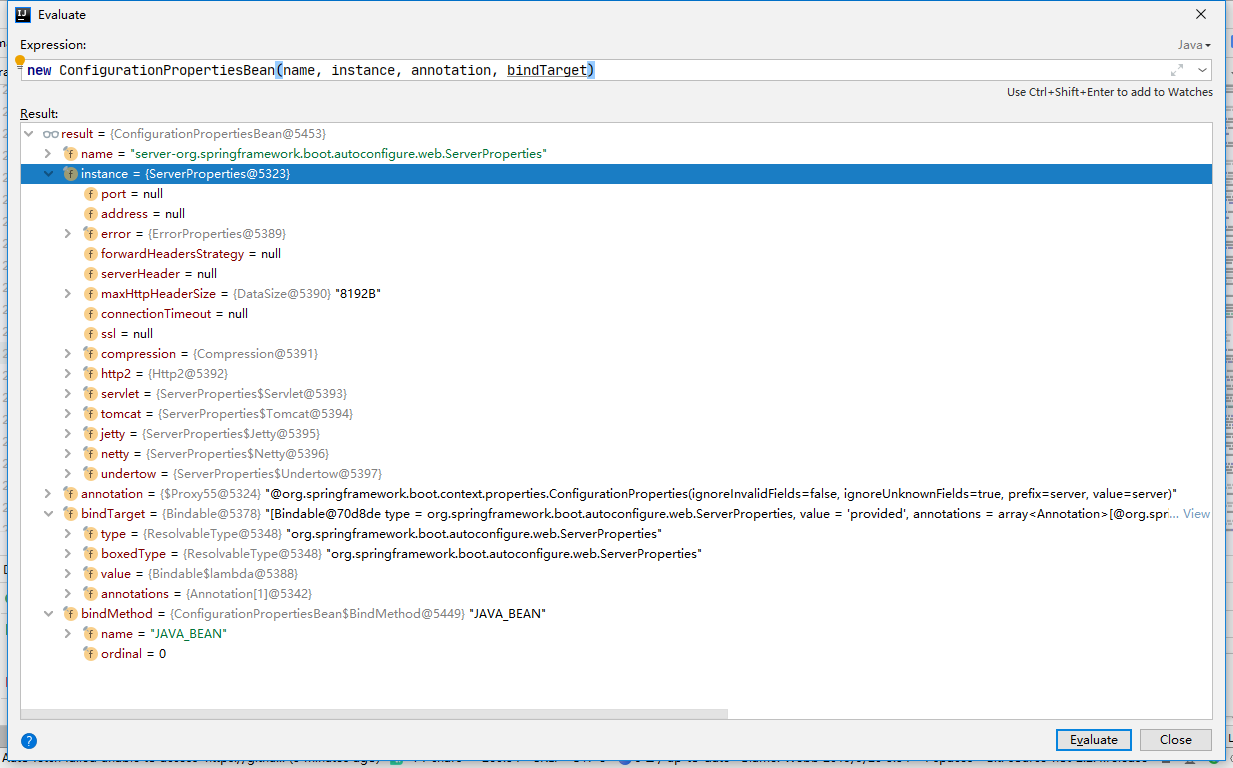 Evaluate
Expression:
Java
new ConfigurationPropertiesBean(name, instance, annotation, bindTarget)
Use Ctrl+Shift+Enter to add to Watches
Result:
result = {ConfigurationPropertiesBean@5453}
name = "server-org.springframework.boot.autoconfigure.web.ServerProperties"
instance = {ServerProperties@5323}
port = null
address = null
error = {ErrorProperties@5389}
forwardHeadersStrategy = null
serverHeader = null
maxHttpHeaderSize = {DataSize@5390} "8192B"
connectionTimeout = null
ssl = null
compression = {Compression@5391}
http2 = {Http2@5392}
servlet = {ServerProperties$Servlet@5393}
tomcat = {ServerProperties$Tomcat@5394}
jetty = {ServerProperties$Jetty@5395}
netty = {ServerProperties$Netty@5396}
undertow = {ServerProperties$Undertow@5397}
annotation = {$Proxy55@5324} "@org.springframework.boot.context.properties.ConfigurationProperties(ignoreInvalidFields=false, ignoreUnknownFields=true, prefix=server, value=server)"
bindTarget = {Bindable@5378} "[Bindable@70d8de type = org.springframework.boot.autoconfigure.web.ServerProperties, value = 'provided', annotations = array<Annotation>[@org.spr... View
type = {ResolvableType@5348} "org.springframework.boot.autoconfigure.web.ServerProperties"
boxedType = {ResolvableType@5348} "org.springframework.boot.autoconfigure.web.ServerProperties"
value = {Bindable$lambda@5388}
annotations = {Annotation[1]@5342}
bindMethod = {ConfigurationPropertiesBean$BindMethod@5449} "JAVA_BEAN"
name = "JAVA_BEAN"
ordinal = 0
Evaluate
Close